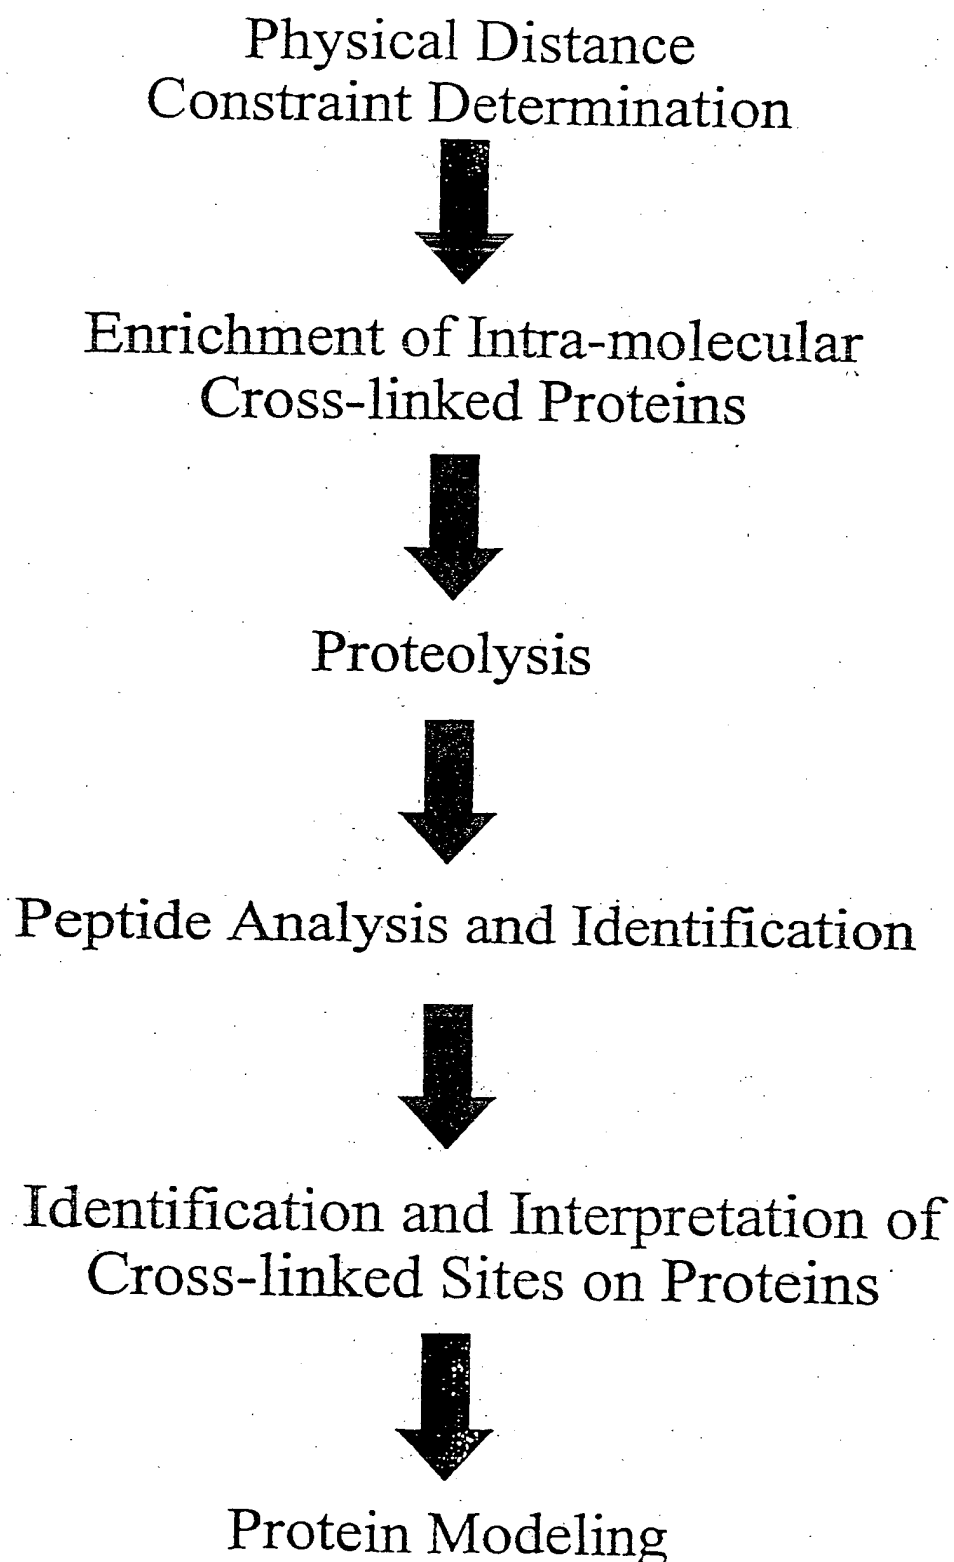 Physical Distance
Constraint Determination
Enrichment of Intra-molecular
Cross-linked Proteins
Proteolysis
Peptide Analysis and Identification
Identification and Interpretation of
Cross-linked Sites on Proteins
Protein Modeling